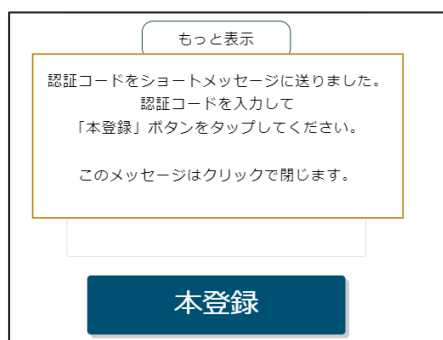 もっと表示
認証コードをショートメッセージに送りました。
認証コードを入力して
「本登録」ボタンをタップしてください。
このメッセージはクリックで閉じます。
本登録